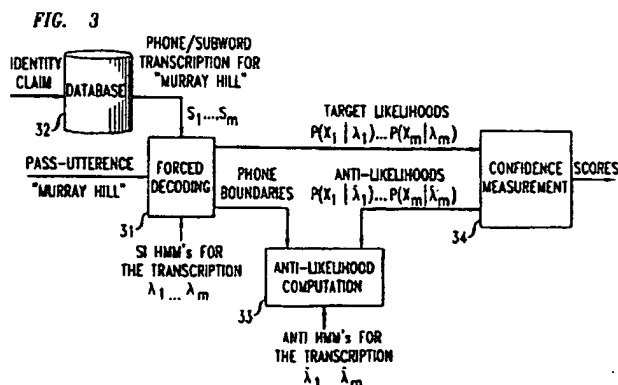 FIG. 3
IDENTITY
CLAIM
DATABASE
32
PHONE/SUBWORD
TRANSCRIPTION FOR
"MURRAY HILL"
S₁...,Sₘ
PASS-UTTERENCE
"MURRAY HILL"
FORCED
DECODING
31
SI HMM's FOR
THE TRANSCRIPTION
λ₁ ... λₘ
PHONE
BOUNDARIES
TARGET LIKELIHOODS
P(X₁ | λ₁)... P(Xₘ | λₘ)
ANTI-LIKELIHOODS
P(X₁ | λ̄₁)... P(Xₘ | λ̄ₘ)
CONFIDENCE
MEASUREMENT
34
SCORES
ANTI-LIKELIHOOD
COMPUTATION
33
ANTI HMM's FOR
THE TRANSCRIPTION
λ̄₁ λ̄ₘ